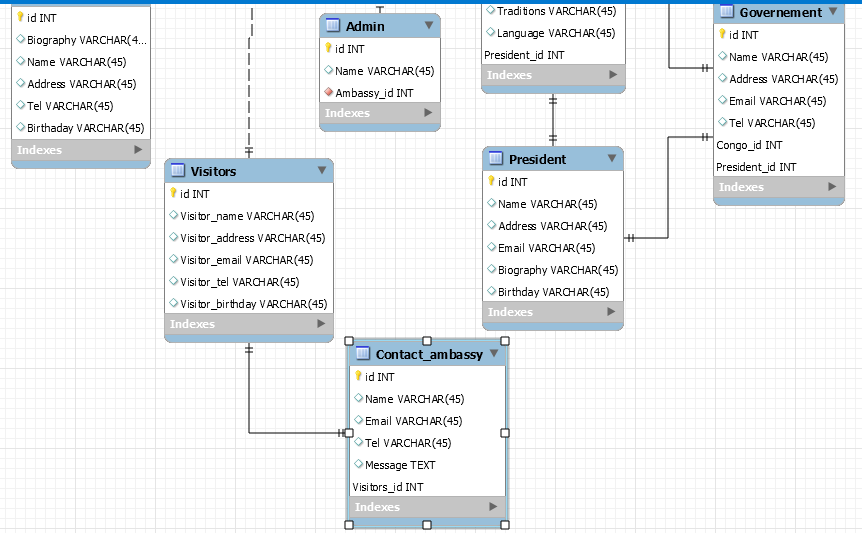 id INT
Biography VARCHAR(4...
Name VARCHAR(45)
Address VARCHAR(45)
Tel VARCHAR(45)
Birthaday VARCHAR(45)
Indexes
Admin
id INT
Name VARCHAR(45)
Ambassy_id INT
Indexes
Traditions VARCHAR(45)
Language VARCHAR(45)
President_id INT
Indexes
Governement
id INT
Name VARCHAR(45)
Address VARCHAR(45)
Email VARCHAR(45)
Tel VARCHAR(45)
Congo_id INT
President_id INT
Indexes
Visitors
id INT
Visitor_name VARCHAR(45)
Visitor_address VARCHAR(45)
Visitor_email VARCHAR(45)
Visitor_tel VARCHAR(45)
Visitor_birthday VARCHAR(45)
Indexes
President
id INT
Name VARCHAR(45)
Address VARCHAR(45)
Email VARCHAR(45)
Biography VARCHAR(45)
Birthday VARCHAR(45)
Indexes
Contact_ambassy
id INT
Name VARCHAR(45)
Email VARCHAR(45)
Tel VARCHAR(45)
Message TEXT
Visitors_id INT
Indexes